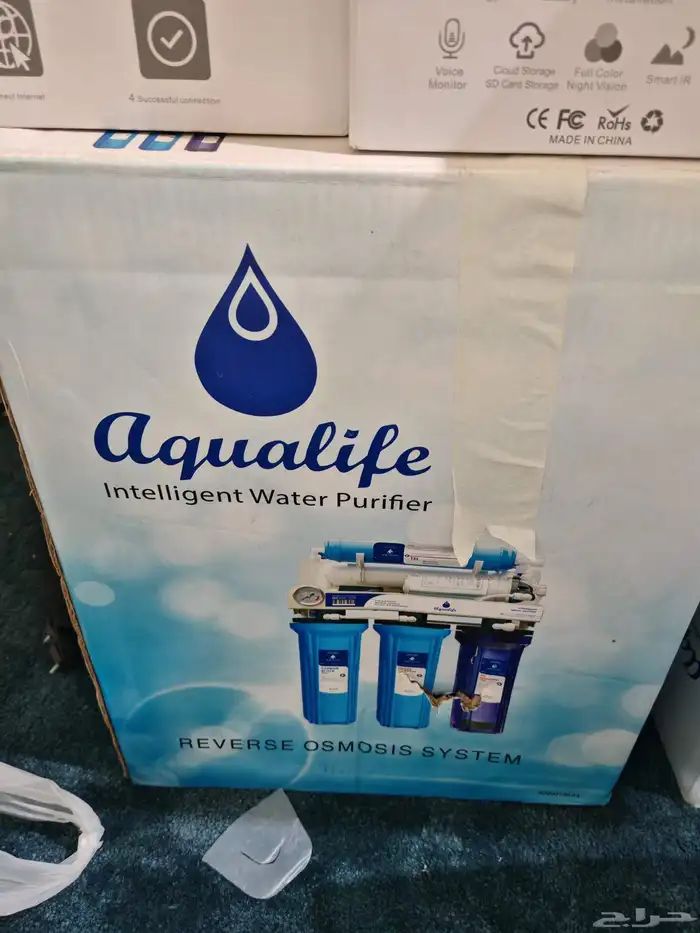 4 Successful connection
Voice Monitor
Cloud Storage
SD Card Storage
Full Color
Night Vision
Smart IR
CE FC RoHS
MADE IN CHINA
Aqualife
Intelligent Water Purifier
Aqualife
REVERSE OSMOSIS SYSTEM
حراج